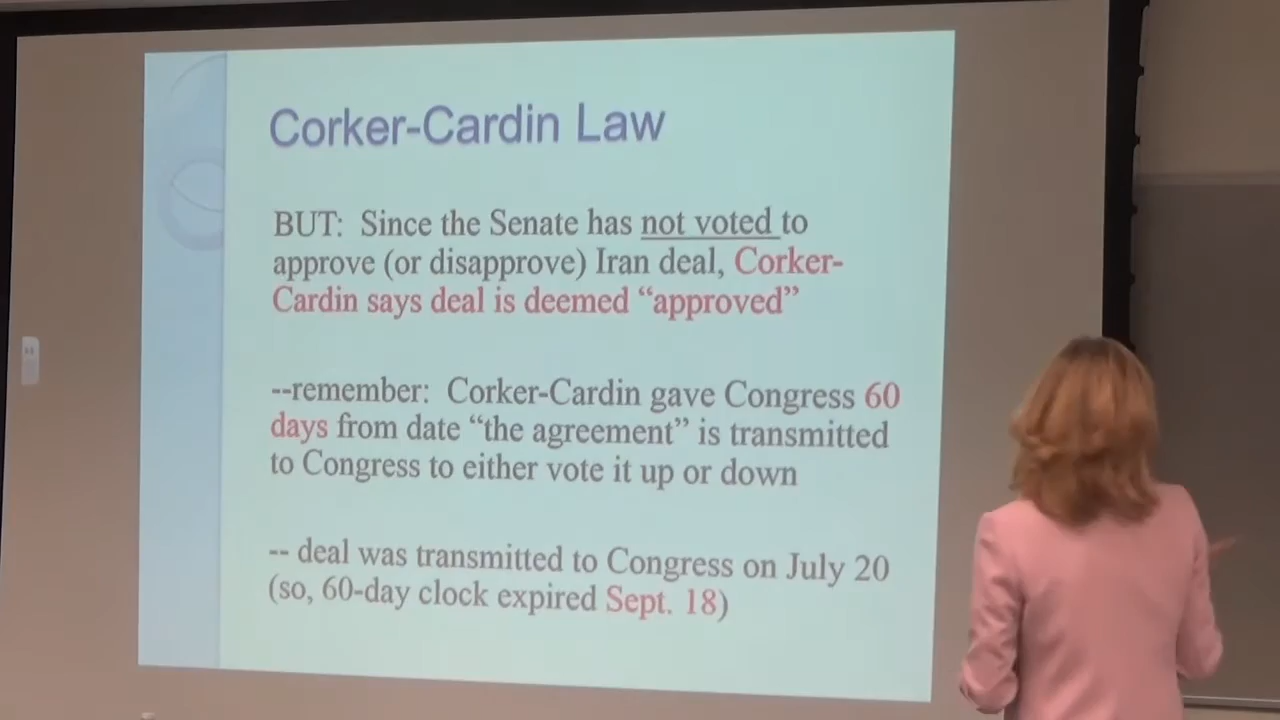 Corker-Cardin Law
BUT: Since the Senate has not voted to
approve (or disapprove) Iran deal, Corker-
Cardin says deal is deemed “approved”
--remember: Corker-Cardin gave Congress 60
days from date “the agreement” is transmitted
to Congress to either vote it up or down
-- deal was transmitted to Congress on July 20
(so, 60-day clock expired Sept. 18)